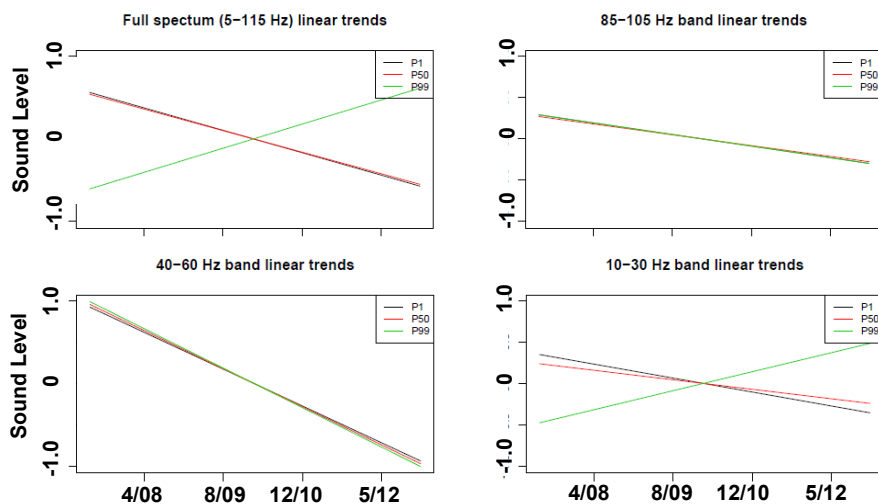 Full spectum (5−115 Hz) linear trends
Sound Level
1.0
0
-1.0
P1
P50
P99
85−105 Hz band linear trends
1.0
-0
-1.0
P1
P50
P99
40−60 Hz band linear trends
Sound Level
1.0
0
-1.0
P1
P50
P99
4/08 8/09 12/10 5/12
10−30 Hz band linear trends
1.0
-0
-1.0
P1
P50
P99
4/08 8/09 12/10 5/12